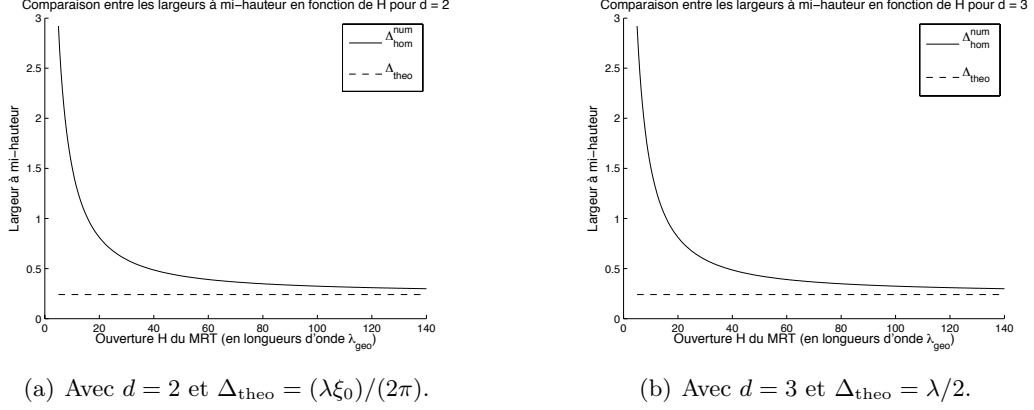 Comparaison entre les largeurs à mi−hauteur en fonction de H pour d = 2
3
2.5
2
1.5
1
0.5
0
Largeur à mi−hauteur
Δ_hom^num
Δ_theo
0 20 40 60 80 100 120 140
Ouverture H du MRT (en longueurs d'onde λ_geo)
(a) Avec d = 2 et Δ_theo = (λξ_0)/(2π).
Comparaison entre les largeurs à mi−hauteur en fonction de H pour d = 3
3
2.5
2
1.5
1
0.5
0
Largeur à mi−hauteur
Δ_hom^num
Δ_theo
0 20 40 60 80 100 120 140
Ouverture H du MRT (en longueurs d'onde λ_geo)
(b) Avec d = 3 et Δ_theo = λ/2.